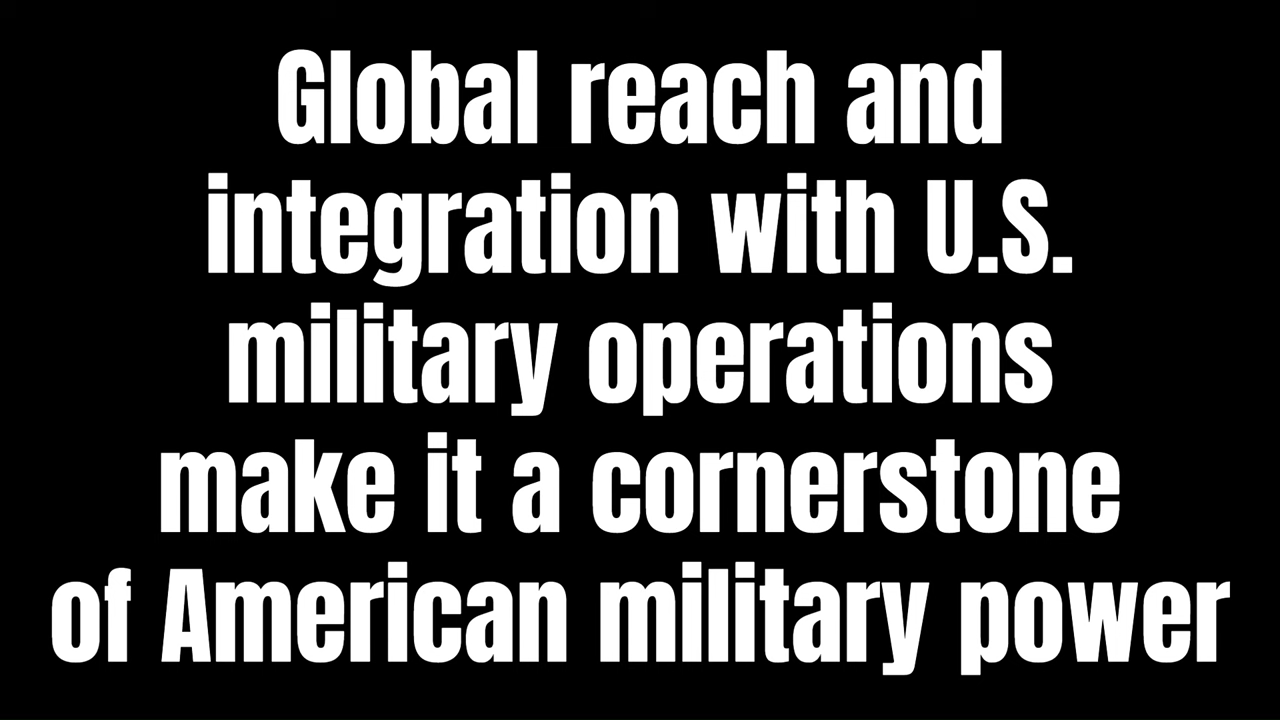 Global reach and
integration with U.S.
military operations
make it a cornerstone
of American military power